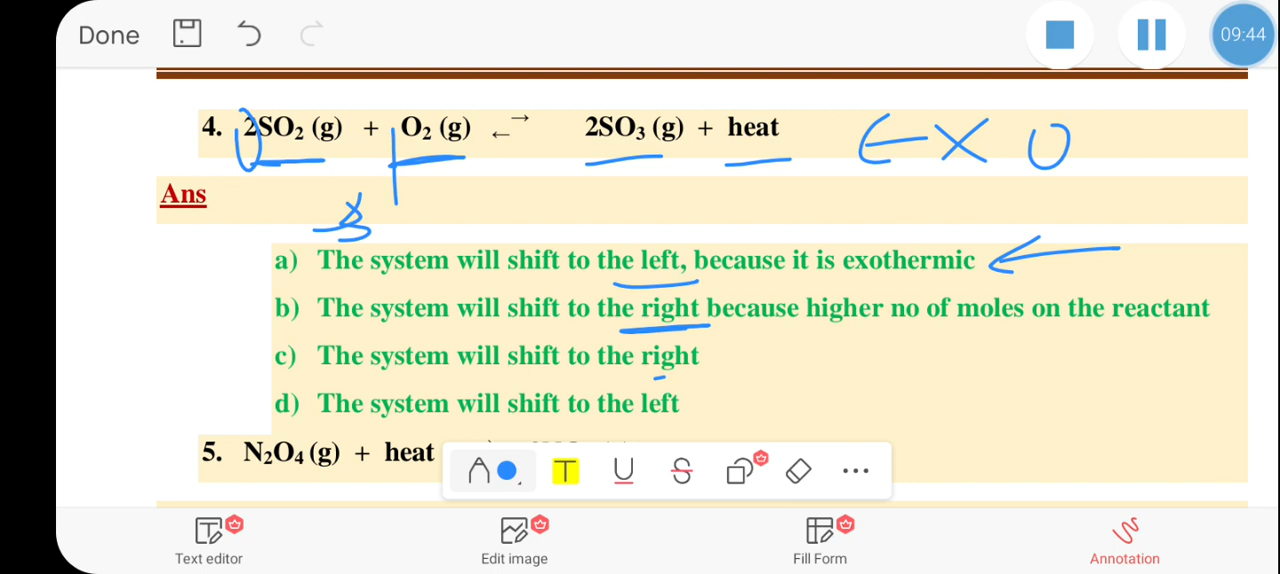 Done
09:44
4. 2SO₂ (g) + O₂ (g) ⇄ 2SO₃ (g) + heat EXO
Ans
3
a) The system will shift to the left, because it is exothermic
b) The system will shift to the right because higher no of moles on the reactant
c) The system will shift to the right
d) The system will shift to the left
5. N₂O₄ (g) + heat
T U S
Text editor
Edit image
Fill Form
Annotation